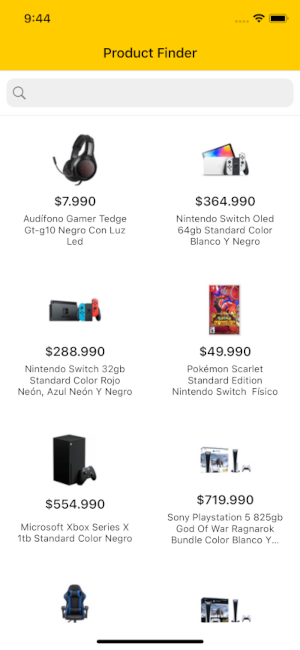 9:44
Product Finder
$7.990
Audífono Gamer Tedge
Gt-g10 Negro Con Luz
Led
$364.990
Nintendo Switch Oled
64gb Standard Color
Blanco Y Negro
$288.990
Nintendo Switch 32gb
Standard Color Rojo
Neón, Azul Neón Y Negro
$49.990
Pokémon Scarlet
Standard Edition
Nintendo Switch Físico
$554.990
Microsoft Xbox Series X
1tb Standard Color Negro
$719.990
Sony Playstation 5 825gb
God Of War Ragnarok
Bundle Color Blanco Y...